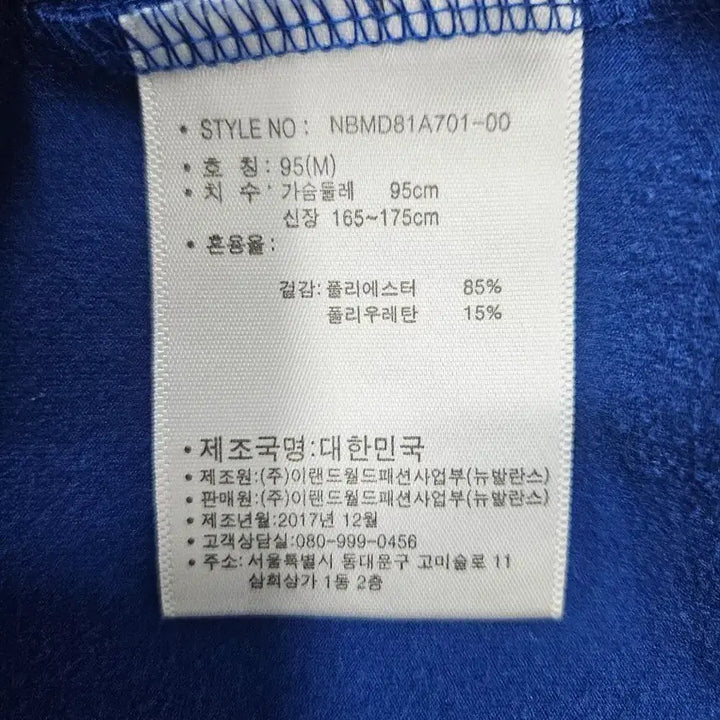 • STYLE NO : NBMD81A701-00
• 호 칭 : 95(M)
• 치 수 : 가슴둘레 95cm
신장 165~175cm
• 혼용율 :
겉감: 폴리에스터 85%
폴리우레탄 15%
• 제조국명:대한민국
• 제조원:(주)이랜드월드패션사업부(뉴발란스)
• 판매원:(주)이랜드월드패션사업부(뉴발란스)
• 제조년월:2017년 12월
• 고객상담실:080-999-0456
• 주소: 서울특별시 동대문구 고미술로 11
삼희상가 1동 2층